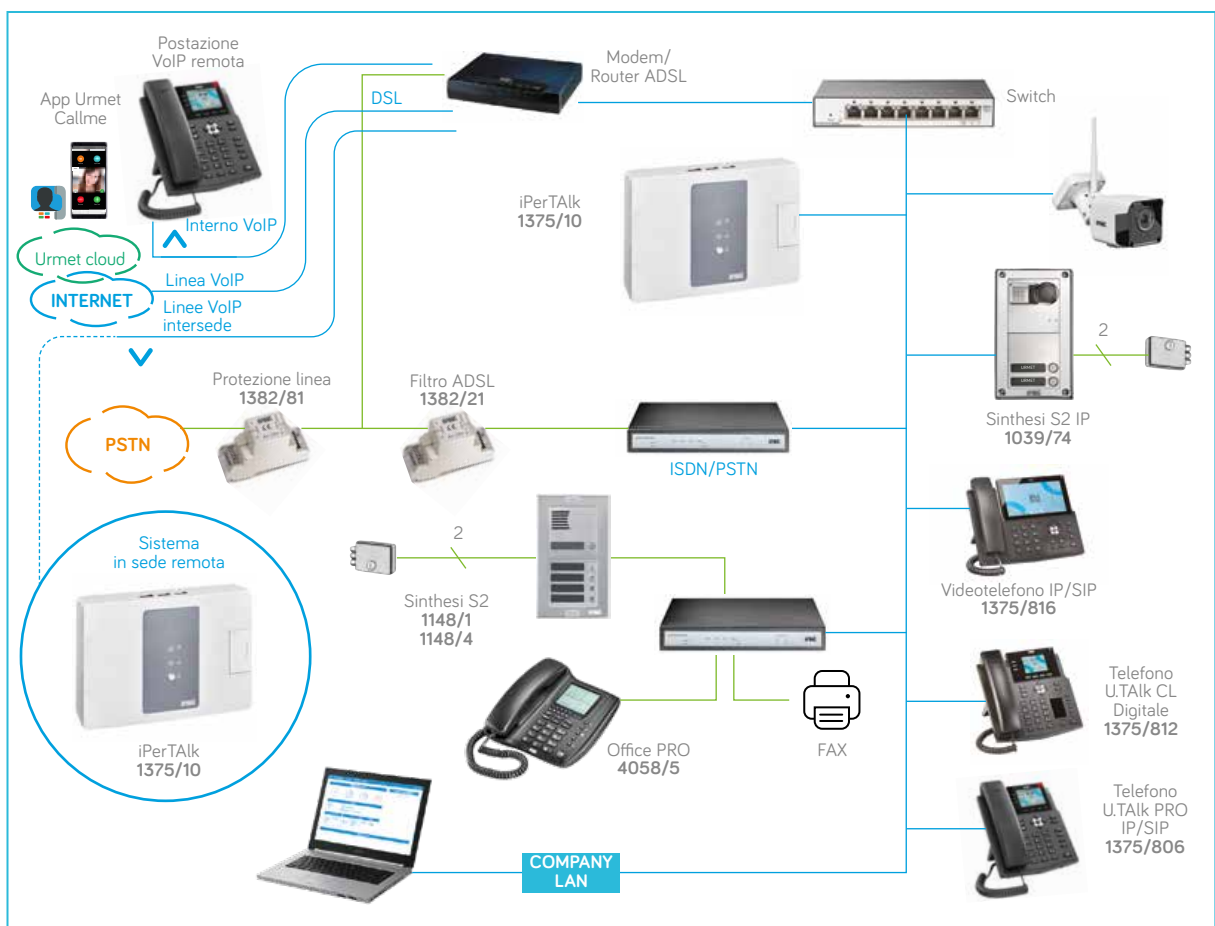 Postazione
VoIP remota
App Urmet
Callme
Modem/
Router ADSL
DSL
Switch
iPerTAlk
1375/10
Interno VoIP
Urmet cloud
INTERNET
Linea VoIP
Linee VoIP
intersede
2
Protezione linea
1382/81
Filtro ADSL
1382/21
Sinthesi S2 IP
1039/74
PSTN
ISDN/PSTN
Sistema
in sede remota
2
Sinthesi S2
1148/1
1148/4
Videotelefono IP/SIP
1375/816
Telefono
U.TAlk CL
Digitale
1375/812
iPerTAlk
1375/10
Office PRO
4058/5
FAX
Telefono
U.TAlk PRO
IP/SIP
1375/806
COMPANY
LAN